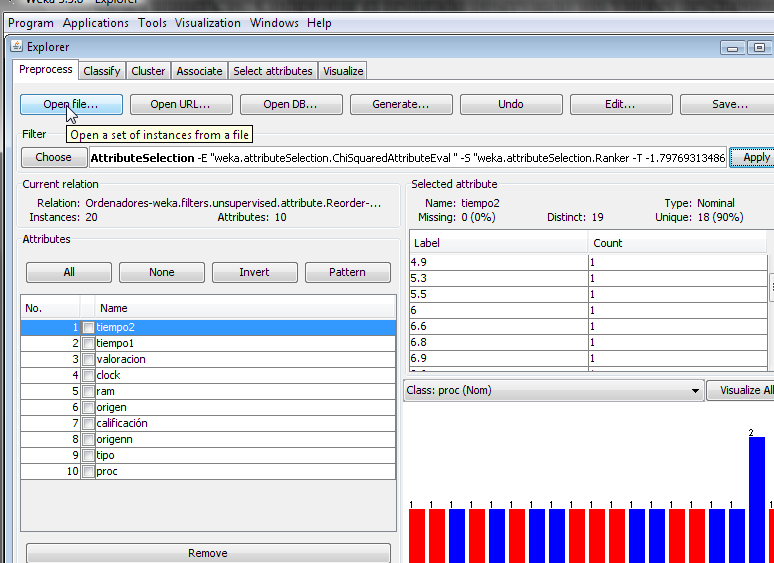 Program Applications Tools Visualization Windows Help
Explorer
Preprocess Classify Cluster Associate Select attributes Visualize
Open file... Open URL... Open DB... Generate... Undo Edit... Save...
Open a set of instances from a file
Filter
Choose AttributeSelection -E "weka.attributeSelection.ChiSquaredAttributeEval " -S "weka.attributeSelection.Ranker -T -1.79769313486 Apply
Current relation
Relation: Ordenadores-weka.filters.unsupervised.attribute.Reorder-...
Instances: 20 Attributes: 10
Selected attribute
Name: tiempo2 Type: Nominal
Missing: 0 (0%) Distinct: 19 Unique: 18 (90%)
Attributes
All None Invert Pattern
No. Name
1 tiempo2
2 tiempo1
3 valoracion
4 clock
5 ram
6 origen
7 calificación
8 origenn
9 tipo
10 proc
Remove
Label Count
4.9 1
5.3 1
5.5 1
6 1
6.6 1
6.8 1
6.9 1
Class: proc (Nom) Visualize All
2
1 1 1 1 1 1 1 1 1 1 1 1 1 1 1 1 1 1